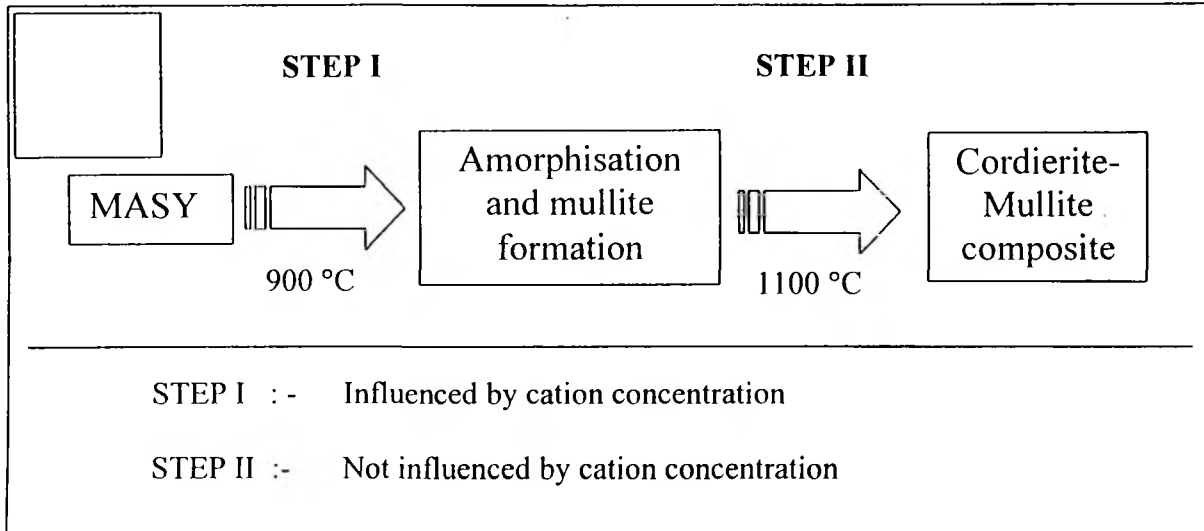 STEP I
STEP II
MASY
900 °C
Amorphisation
and mullite
formation
1100 °C
Cordierite-
Mullite
composite
STEP I : - Influenced by cation concentration
STEP II :- Not influenced by cation concentration